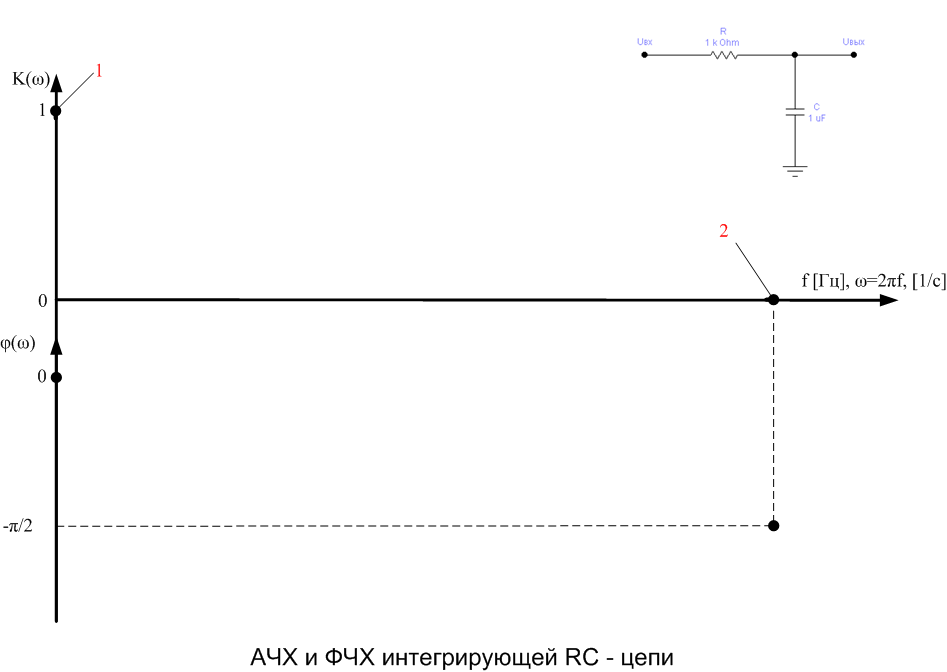 R
1 k Ohm
Uвх
Uвых
C
1 uF
1
K(ω)
1
2
f [Гц], ω=2πf, [1/c]
0
φ(ω)
0
-π/2
АЧХ и ФЧХ интегрирующей RC - цепи